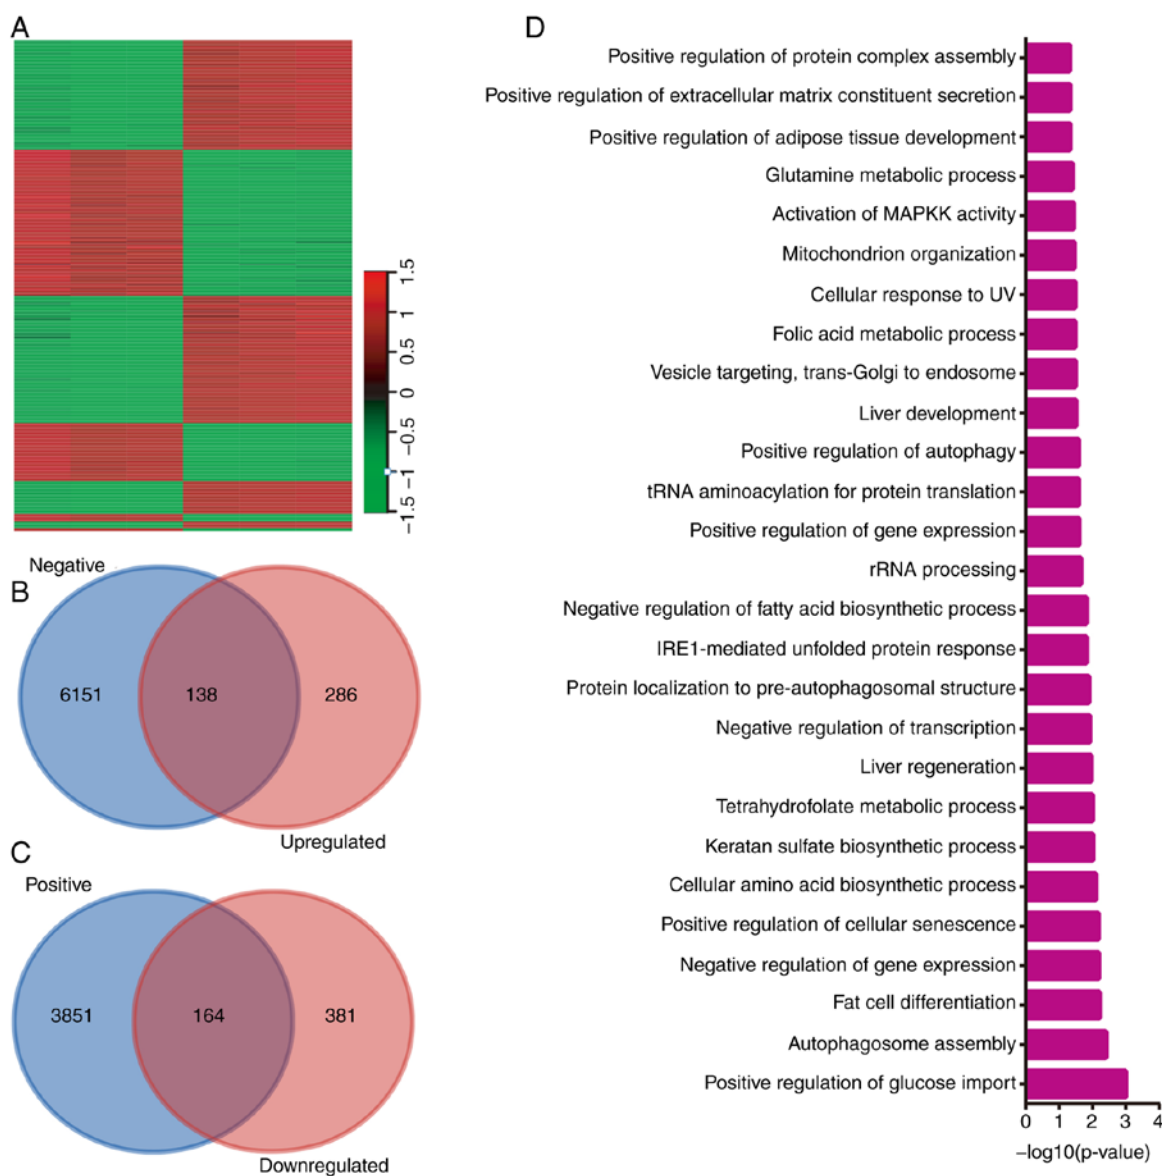 A
1.5
1
0.5
0
−0.5
−1
−1.5
B
Negative
6151
138
286
Upregulated
C
Positive
3851
164
381
Downregulated
D
Positive regulation of protein complex assembly
Positive regulation of extracellular matrix constituent secretion
Positive regulation of adipose tissue development
Glutamine metabolic process
Activation of MAPKK activity
Mitochondrion organization
Cellular response to UV
Folic acid metabolic process
Vesicle targeting, trans-Golgi to endosome
Liver development
Positive regulation of autophagy
tRNA aminoacylation for protein translation
Positive regulation of gene expression
rRNA processing
Negative regulation of fatty acid biosynthetic process
IRE1-mediated unfolded protein response
Protein localization to pre-autophagosomal structure
Negative regulation of transcription
Liver regeneration
Tetrahydrofolate metabolic process
Keratan sulfate biosynthetic process
Cellular amino acid biosynthetic process
Positive regulation of cellular senescence
Negative regulation of gene expression
Fat cell differentiation
Autophagosome assembly
Positive regulation of glucose import
0 1 2 3 4
−log10(p-value)